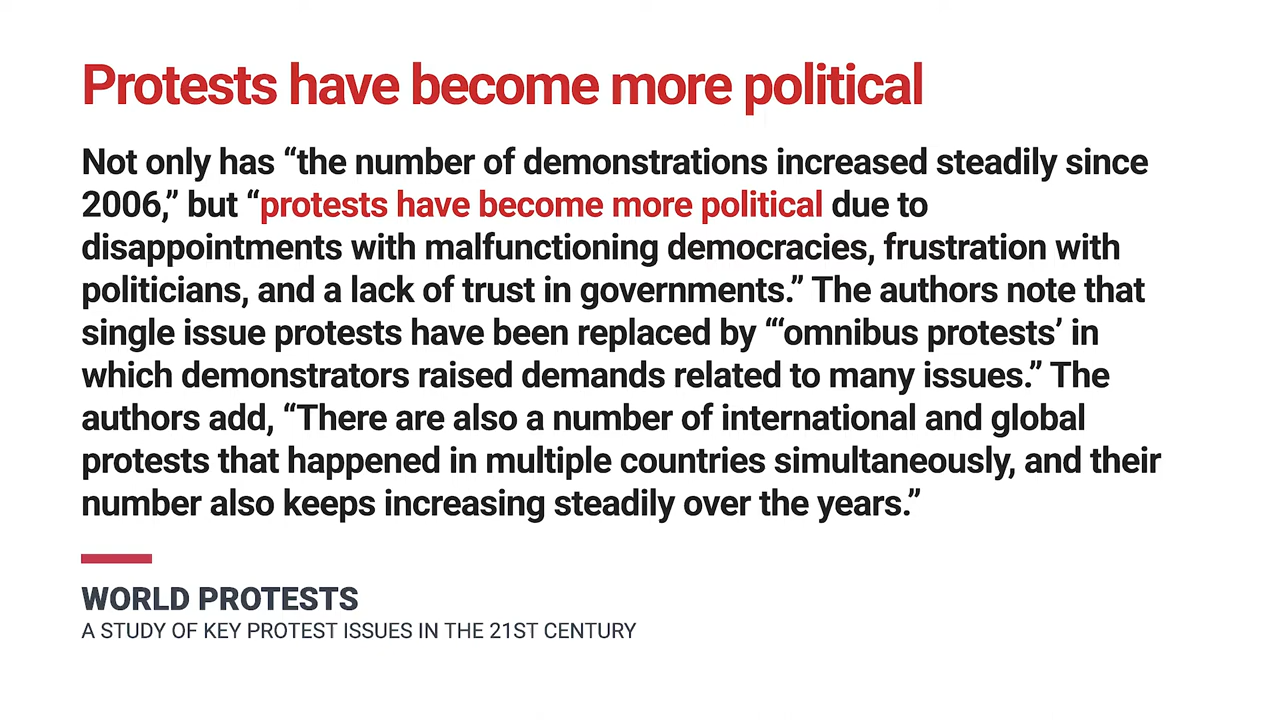 Protests have become more political
Not only has “the number of demonstrations increased steadily since
2006,” but “protests have become more political due to
disappointments with malfunctioning democracies, frustration with
politicians, and a lack of trust in governments.” The authors note that
single issue protests have been replaced by “‘omnibus protests’ in
which demonstrators raised demands related to many issues.” The
authors add, “There are also a number of international and global
protests that happened in multiple countries simultaneously, and their
number also keeps increasing steadily over the years.”
WORLD PROTESTS
A STUDY OF KEY PROTEST ISSUES IN THE 21ST CENTURY